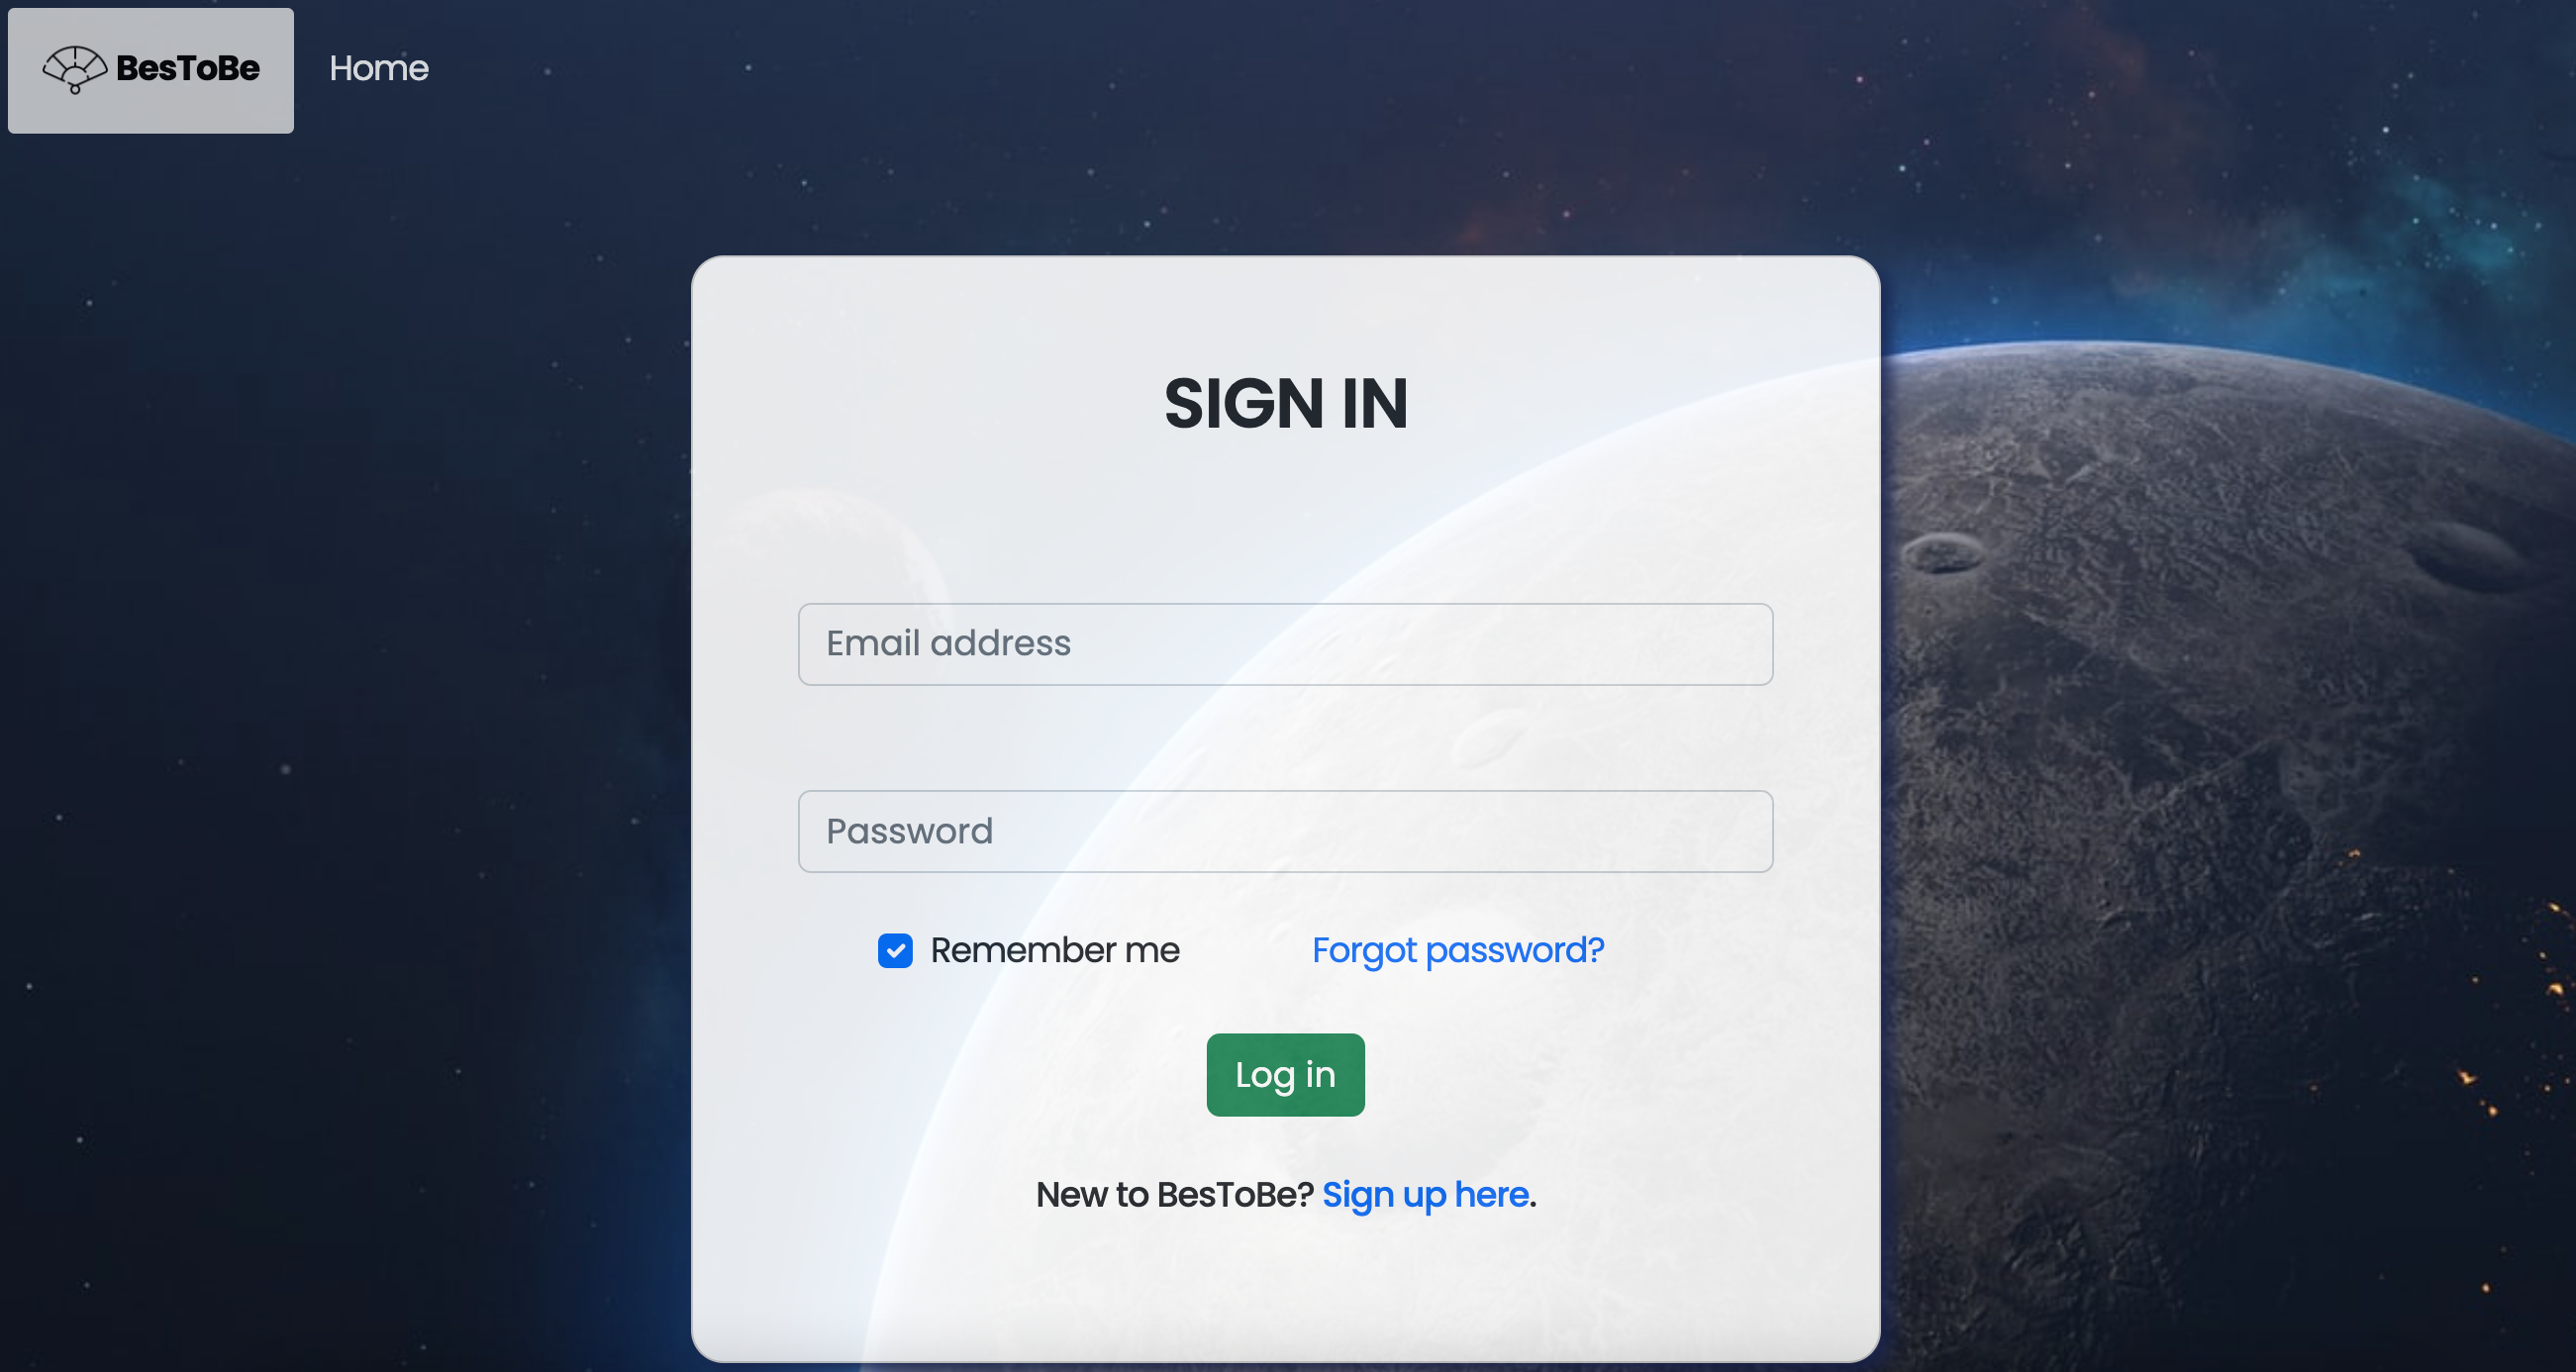 BesToBe Home
SIGN IN
Email address
Password
Remember me Forgot password?
Log in
New to BesToBe? Sign up here.